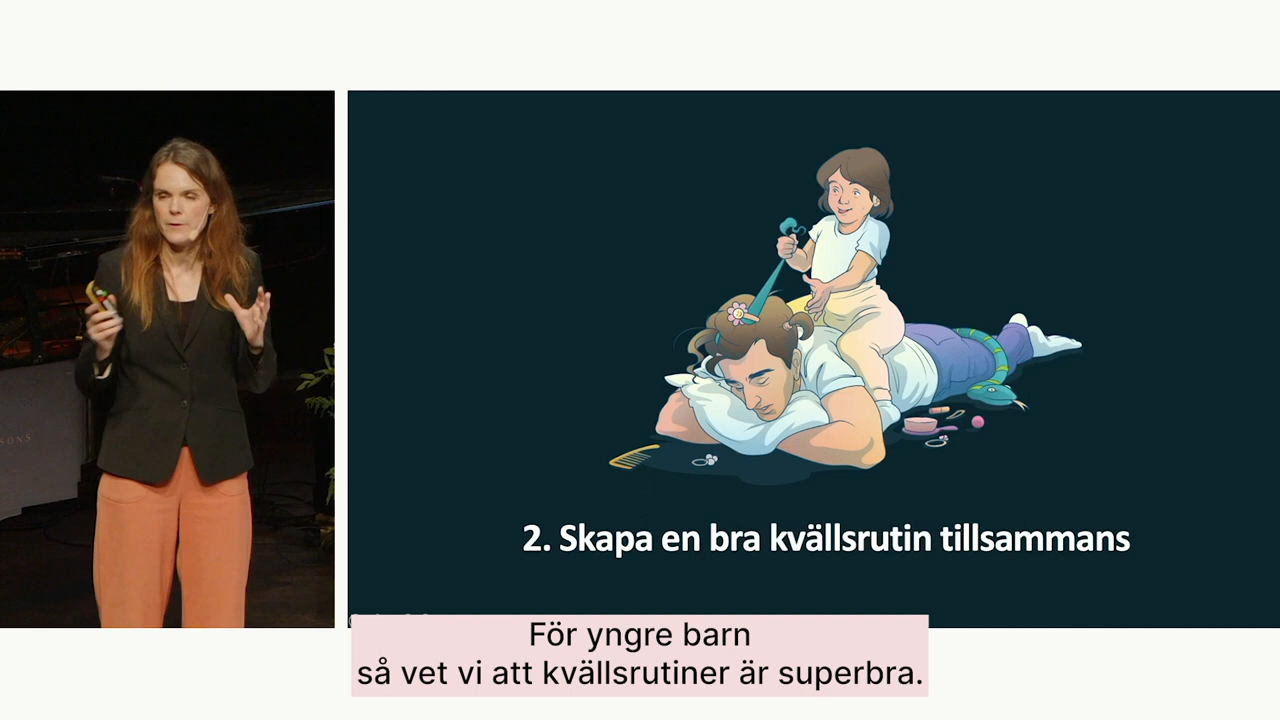 2. Skapa en bra kvällsrutin tillsammans
För yngre barn
så vet vi att kvällsrutiner är superbra.